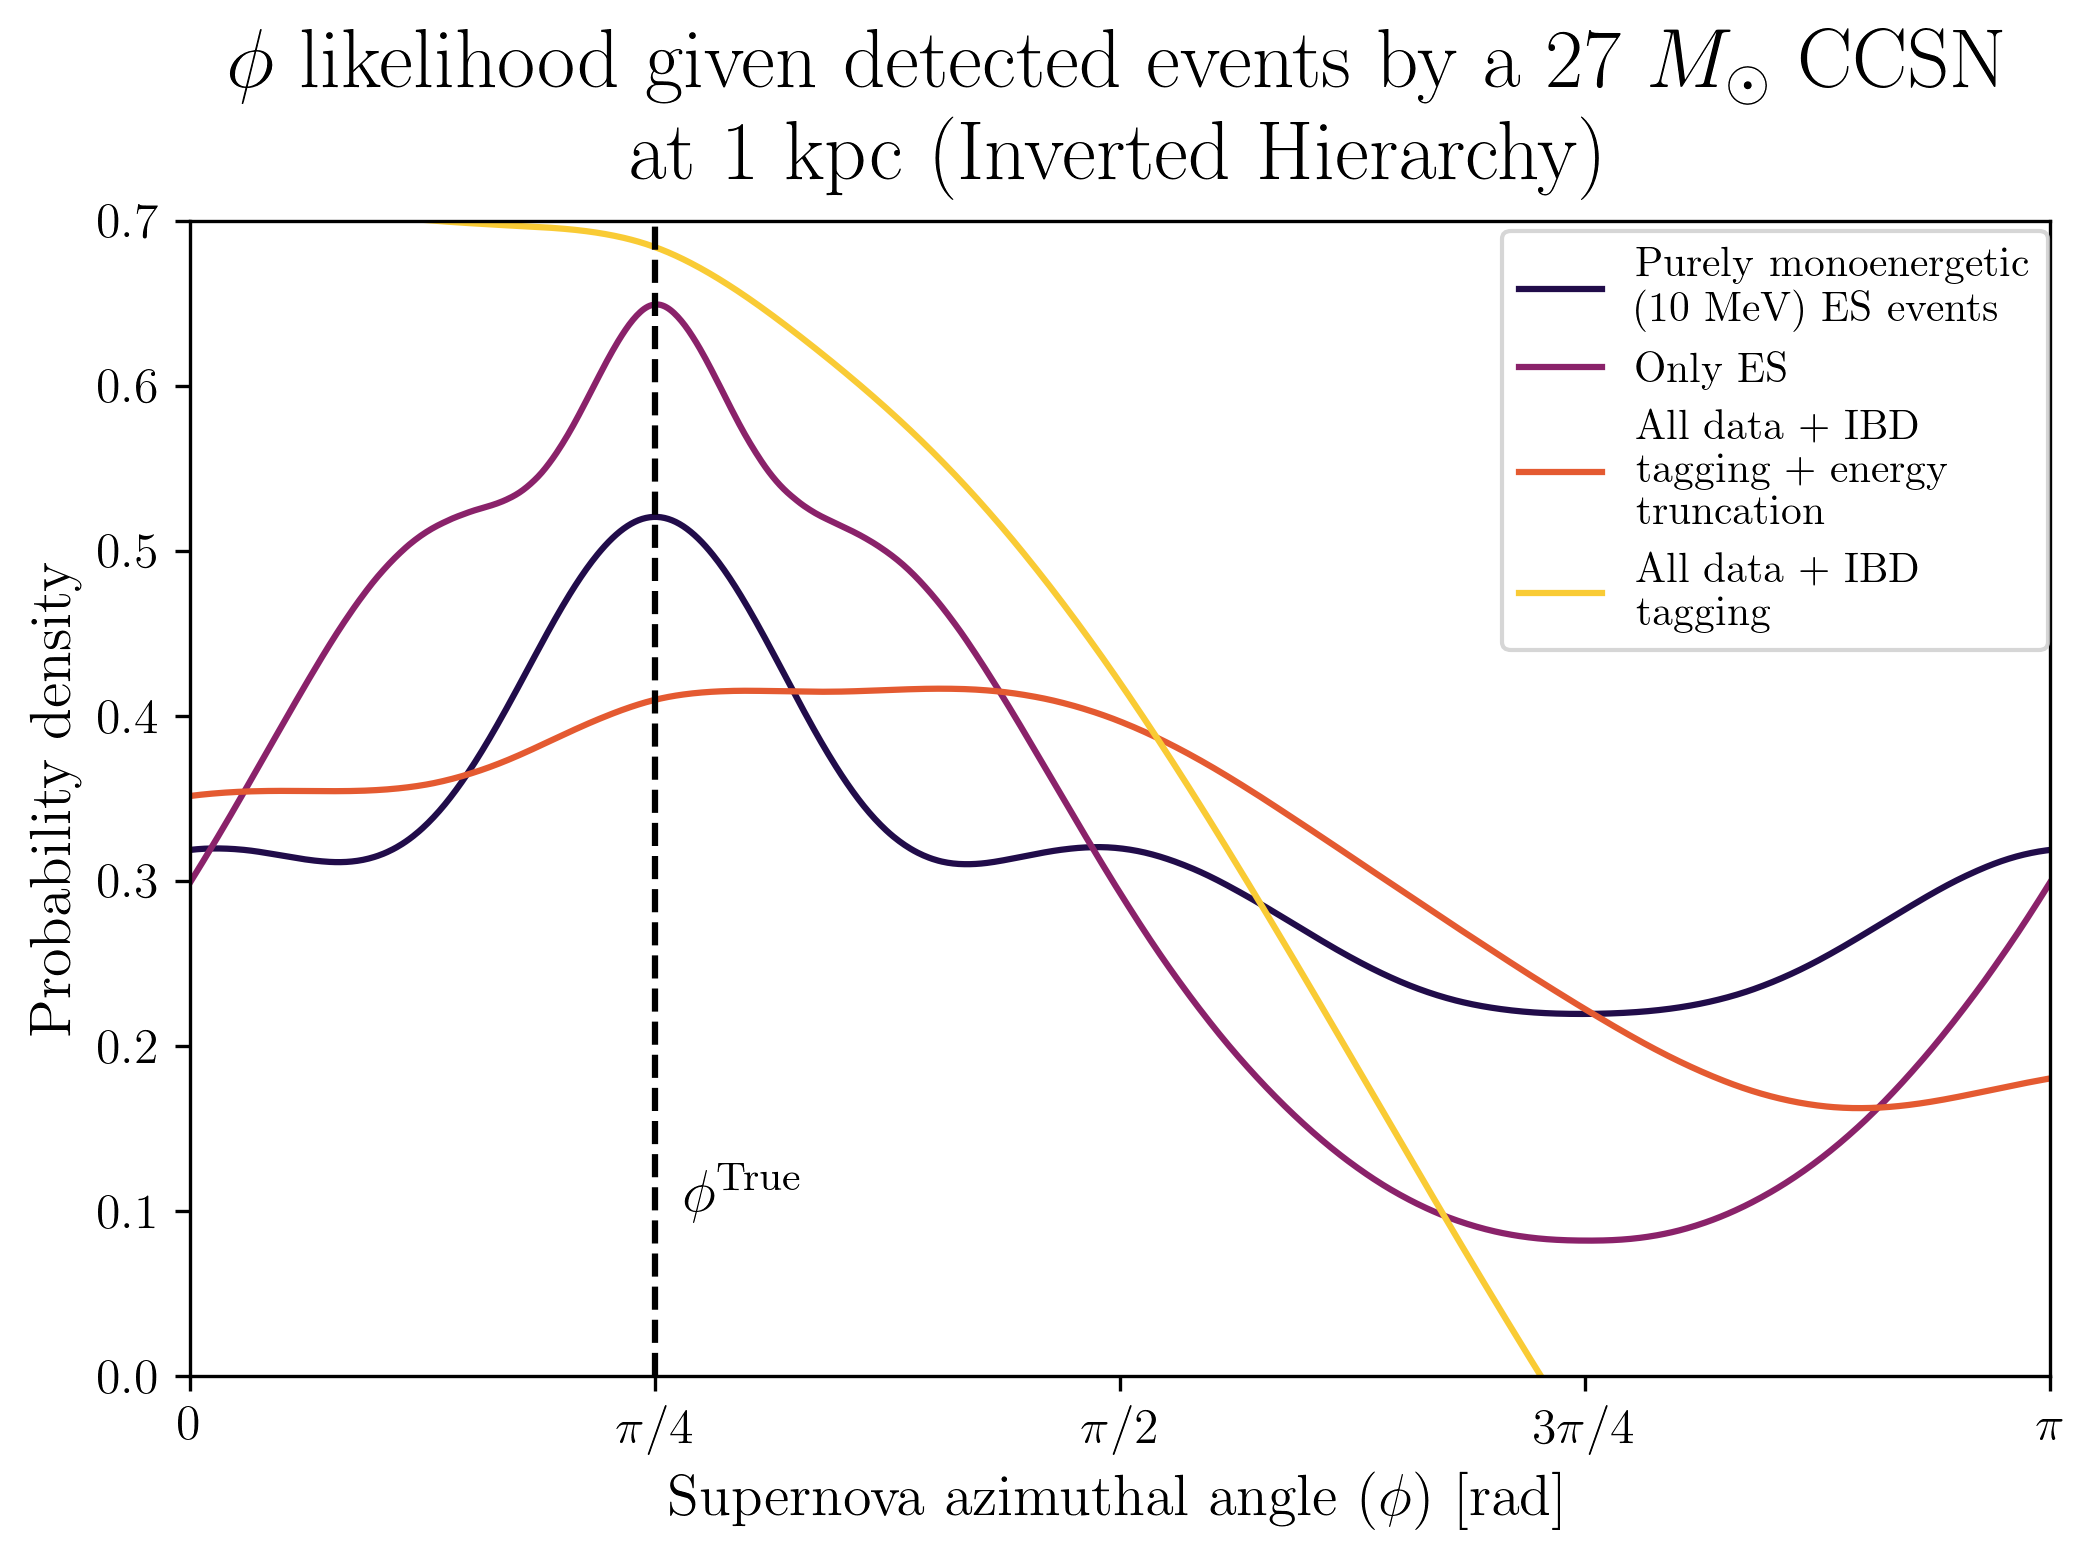 ϕ likelihood given detected events by a 27 M⊙ CCSN
at 1 kpc (Inverted Hierarchy)
0.7
0.6
0.5
0.4
0.3
0.2
0.1
0.0
Probability density
Purely monoenergetic
(10 MeV) ES events
Only ES
All data + IBD
tagging + energy
truncation
All data + IBD
tagging
ϕ^True
0
π/4
π/2
3π/4
π
Supernova azimuthal angle (ϕ) [rad]